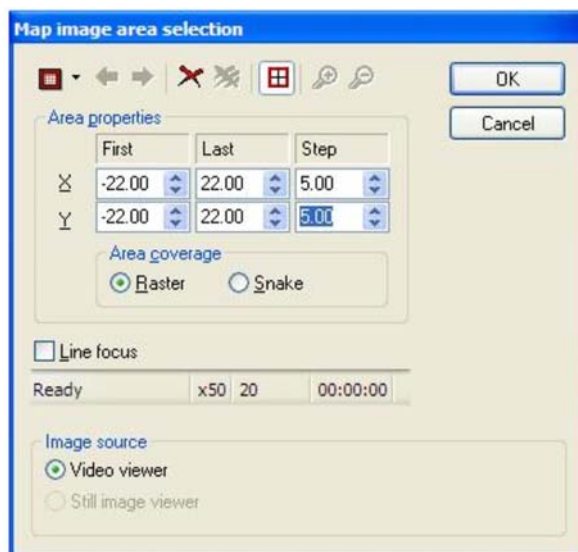 Map image area selection
OK
Cancel
Area properties
First Last Step
X -22.00 22.00 5.00
Y -22.00 22.00 5.00
Area coverage
Raster Snake
Line focus
Ready x50 20 00:00:00
Image source
Video viewer
Still image viewer